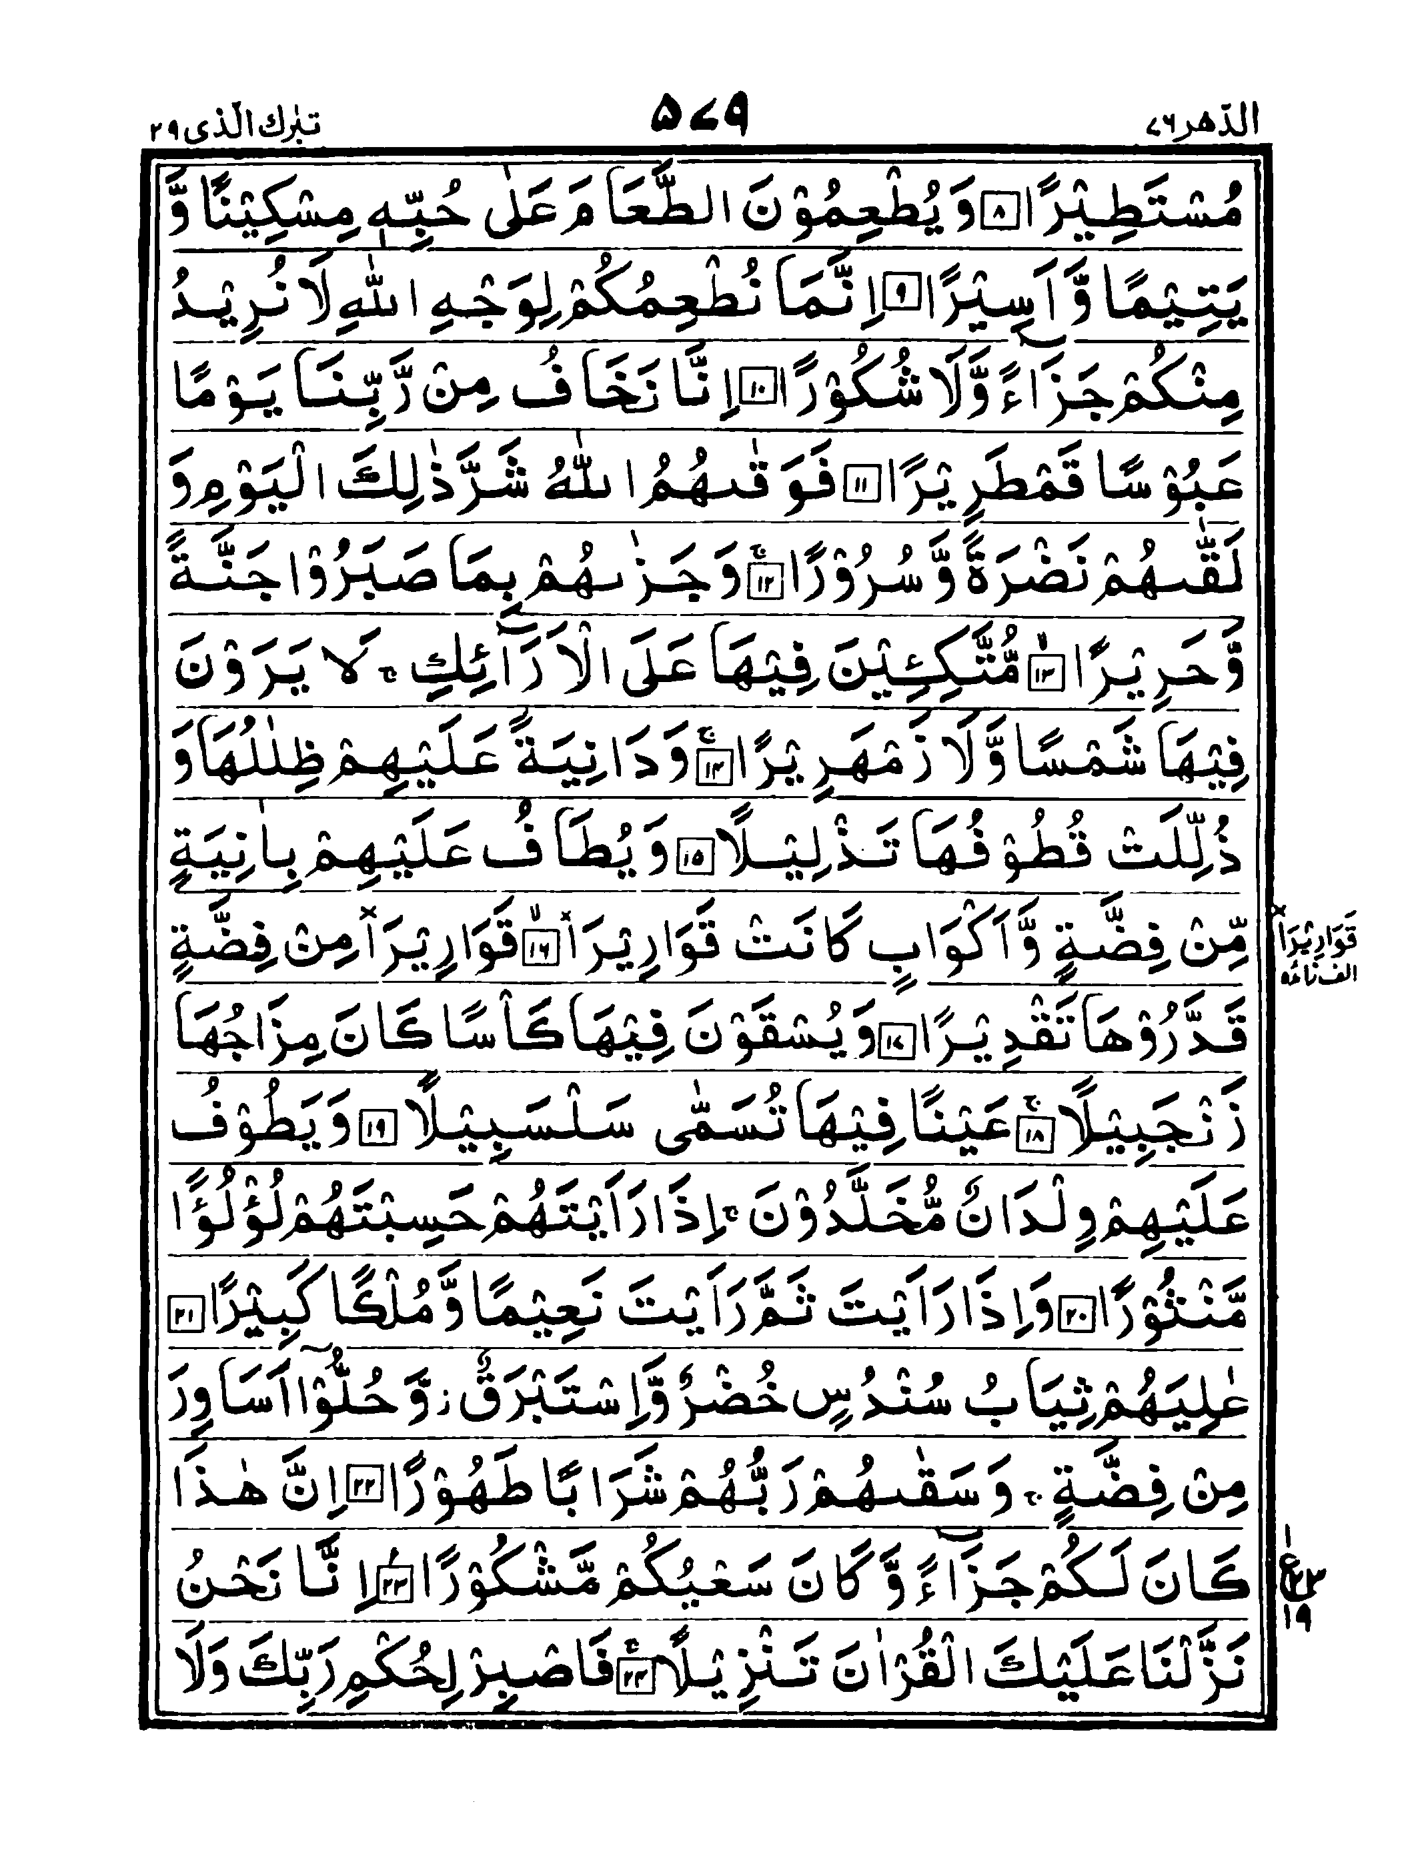 الدّهر ٧٦
٥٧٩
تبٰرك الّذی ٢٩
مُسْتَطِيْرًا ٨ وَيُطْعِمُوْنَ الطَّعَامَ عَلٰى حُبِّهٖ مِسْكِيْنًا وَّ
يَتِيْمًا وَّاَسِيْرًا ٩ اِنَّمَا نُطْعِمُكُمْ لِوَجْهِ اللّٰهِ لَا نُرِيْدُ
مِنْكُمْ جَزَآءً وَّلَا شُكُوْرًا ١٠ اِنَّا نَخَافُ مِنْ رَّبِّنَا يَوْمًا
عَبُوْسًا قَمْطَرِيْرًا ١١ فَوَقٰىهُمُ اللّٰهُ شَرَّ ذٰلِكَ الْيَوْمِ وَ
لَقّٰىهُمْ نَضْرَةً وَّسُرُوْرًا ۚ ١٢ وَجَزٰىهُمْ بِمَا صَبَرُوْا جَنَّةً
وَّحَرِيْرًا ۙ ١٣ مُّتَّكِـِٕيْنَ فِيْهَا عَلَى الْاَرَآئِكِ ۚ لَا يَرَوْنَ
فِيْهَا شَمْسًا وَّلَا زَمْهَرِيْرًا ۚ ١٤ وَدَانِيَةً عَلَيْهِمْ ظِلٰلُهَا وَ
ذُلِّلَتْ قُطُوْفُهَا تَذْلِيْلًا ١٥ وَيُطَافُ عَلَيْهِمْ بِاٰنِيَةٍ
مِّنْ فِضَّةٍ وَّاَكْوَابٍ كَانَتْ قَوَارِيْرَا۟ ۙ ١٦ قَوَارِيْرَا۟ مِنْ فِضَّةٍ
قَوَارِيْرَا۟
الف زائدہ
قَدَّرُوْهَا تَقْدِيْرًا ١٧ وَيُسْقَوْنَ فِيْهَا كَاْسًا كَانَ مِزَاجُهَا
زَنْجَبِيْلًا ۚ ١٨ عَيْنًا فِيْهَا تُسَمّٰى سَلْسَبِيْلًا ١٩ وَيَطُوْفُ
عَلَيْهِمْ وِلْدَانٌ مُّخَلَّدُوْنَ ۚ اِذَا رَاَيْتَهُمْ حَسِبْتَهُمْ لُؤْلُؤًا
مَّنْثُوْرًا ٢٠ وَاِذَا رَاَيْتَ ثَمَّ رَاَيْتَ نَعِيْمًا وَّمُلْكًا كَبِيْرًا ٢١
عٰلِيَهُمْ ثِيَابُ سُنْدُسٍ خُضْرٌ وَّاِسْتَبْرَقٌ ز وَّحُلُّوْۤا اَسَاوِرَ
مِنْ فِضَّةٍ ۚ وَسَقٰىهُمْ رَبُّهُمْ شَرَابًا طَهُوْرًا ٢٢ اِنَّ هٰذَا
كَانَ لَكُمْ جَزَآءً وَّكَانَ سَعْيُكُمْ مَّشْكُوْرًا ٢٣ اِنَّا نَحْنُ
نَزَّلْنَا عَلَيْكَ الْقُرْاٰنَ تَنْزِيْلًا ۚ ٢٤ فَاصْبِرْ لِحُكْمِ رَبِّكَ وَلَا